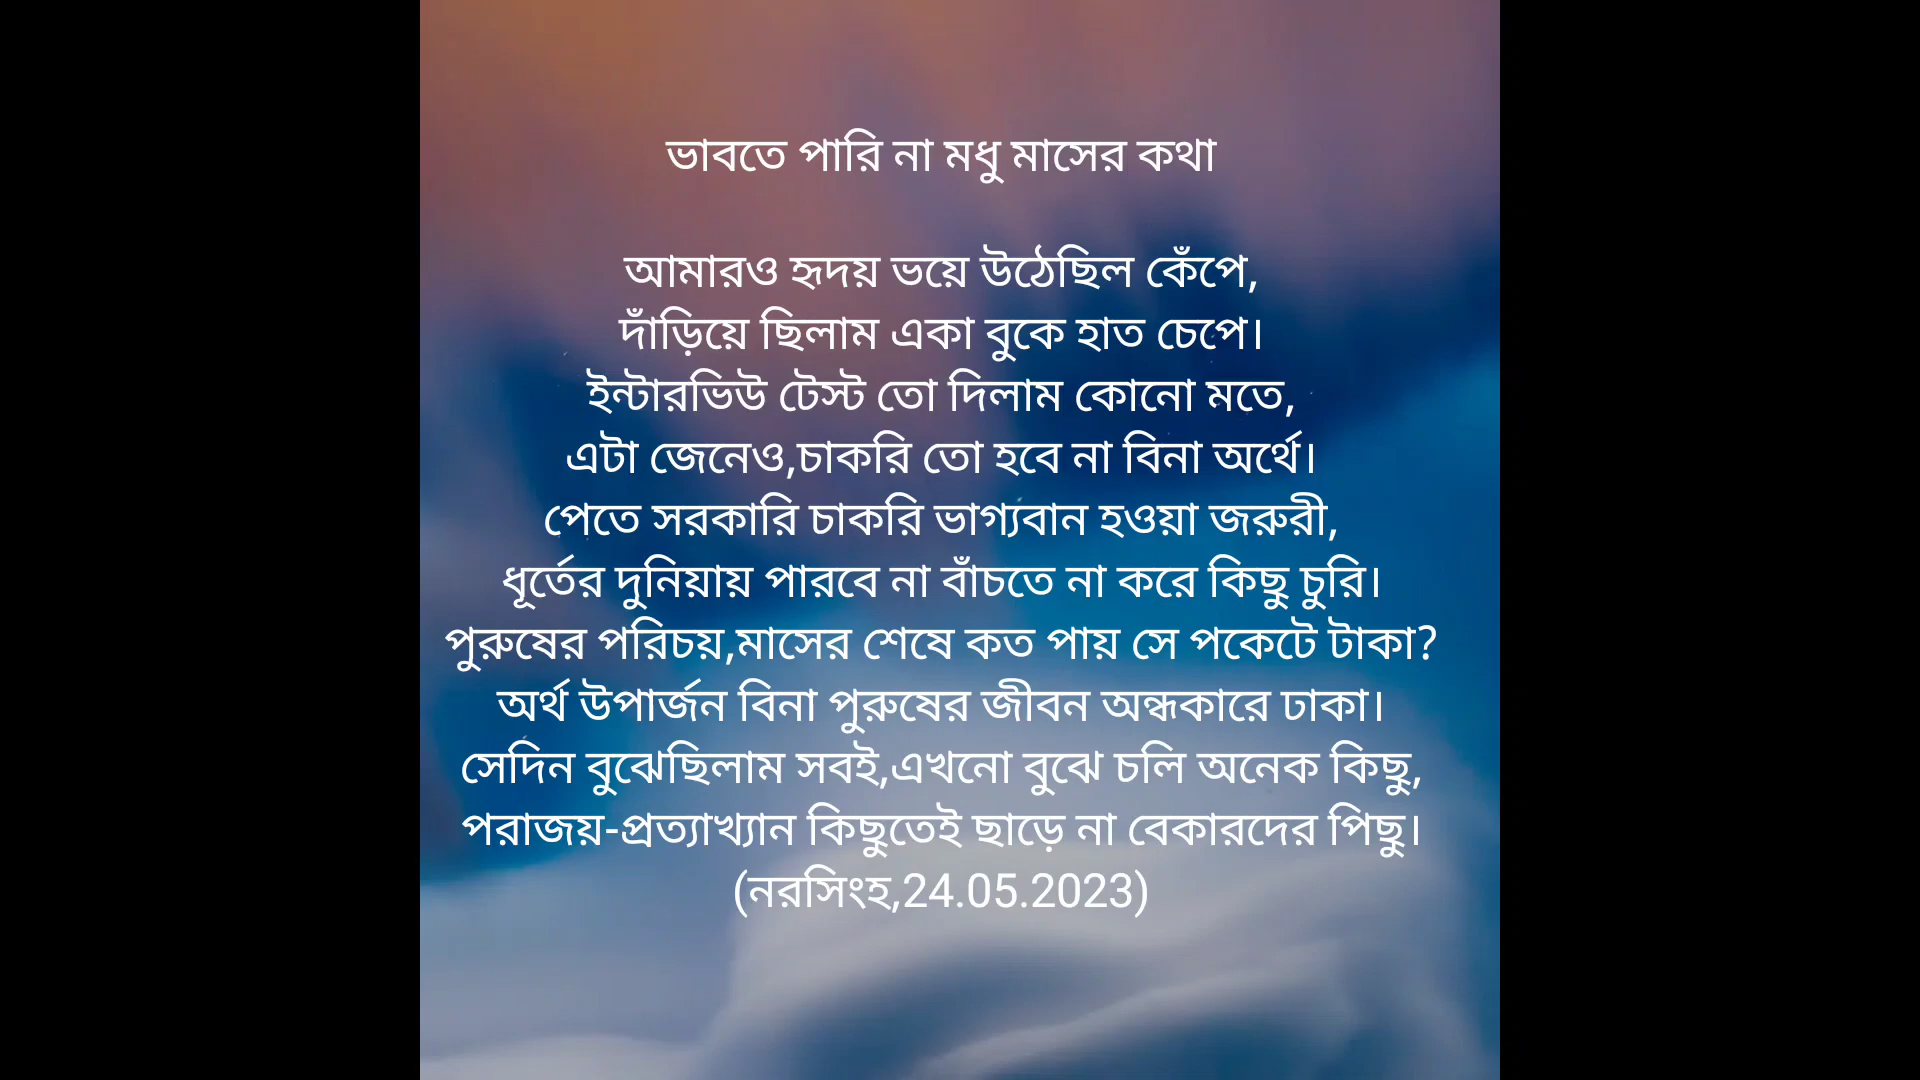 ভাবতে পারি না মধু মাসের কথা
আমারও হৃদয় ভয়ে উঠেছিল কেঁপে,
দাঁড়িয়ে ছিলাম একা বুকে হাত চেপে।
ইন্টারভিউ টেস্ট তো দিলাম কোনো মতে,
এটা জেনেও,চাকরি তো হবে না বিনা অর্থে।
পেতে সরকারি চাকরি ভাগ্যবান হওয়া জরুরী,
ধূর্তের দুনিয়ায় পারবে না বাঁচতে না করে কিছু চুরি।
পুরুষের পরিচয়,মাসের শেষে কত পায় সে পকেটে টাকা?
অর্থ উপার্জন বিনা পুরুষের জীবন অন্ধকারে ঢাকা।
সেদিন বুঝেছিলাম সবই,এখনো বুঝে চলি অনেক কিছু,
পরাজয়-প্রত্যাখ্যান কিছুতেই ছাড়ে না বেকারদের পিছু।
(নরসিংহ,24.05.2023)